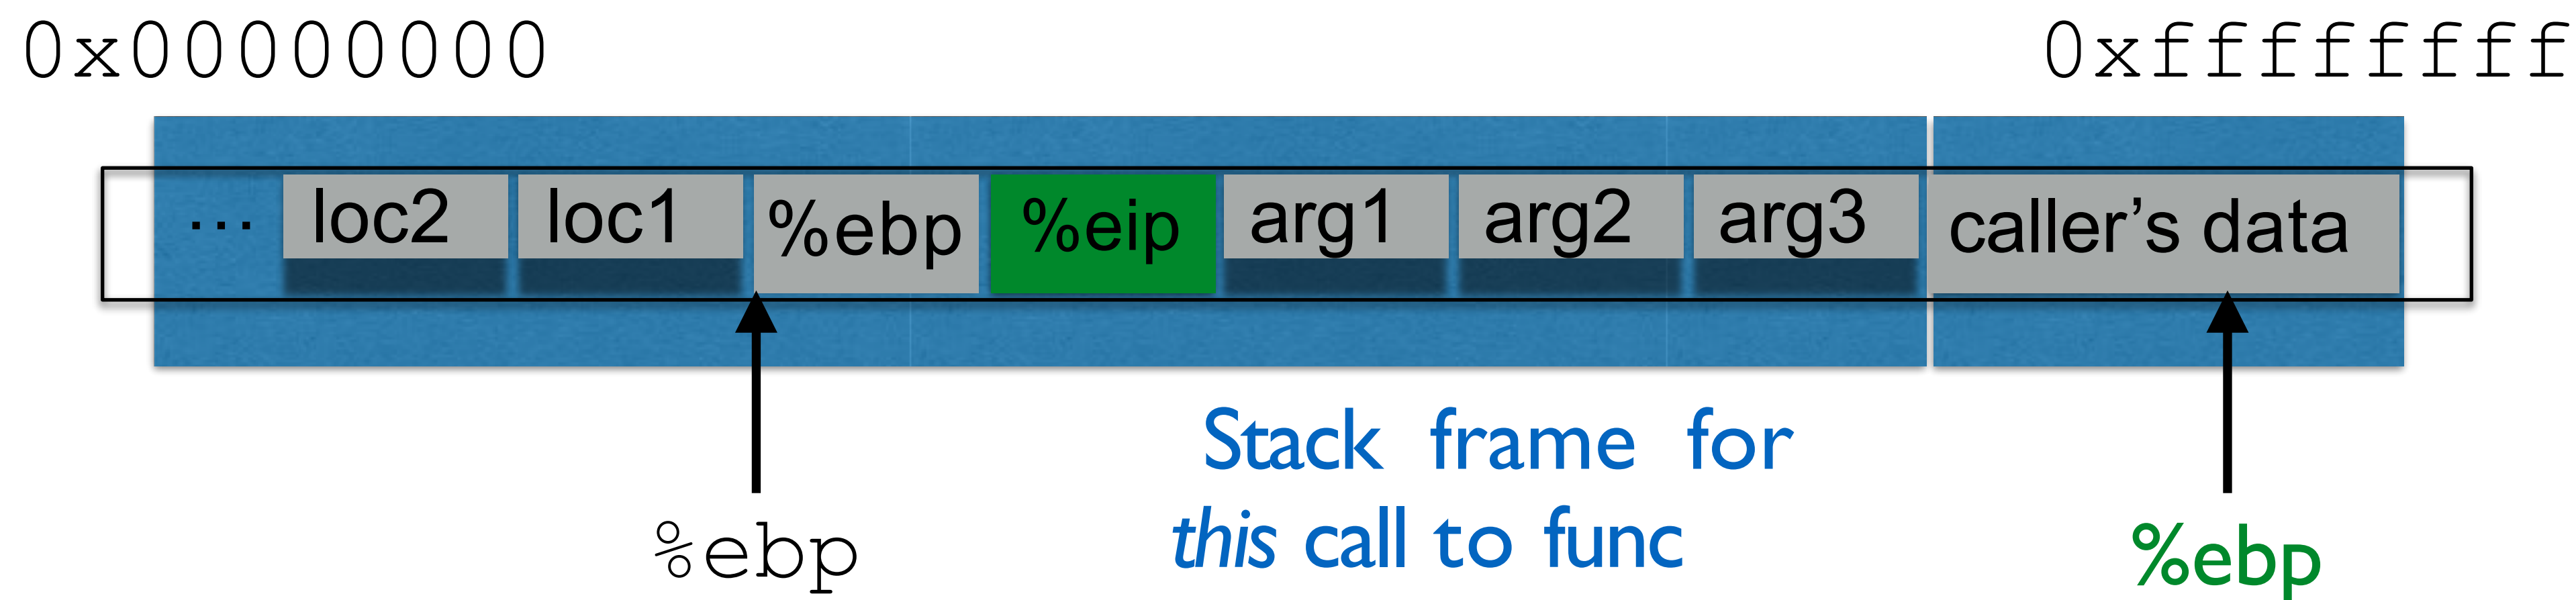 0x00000000 0xffffffff
... loc2 loc1 %ebp %eip arg1 arg2 arg3 caller’s data
Stack frame for
this call to func
%ebp %ebp